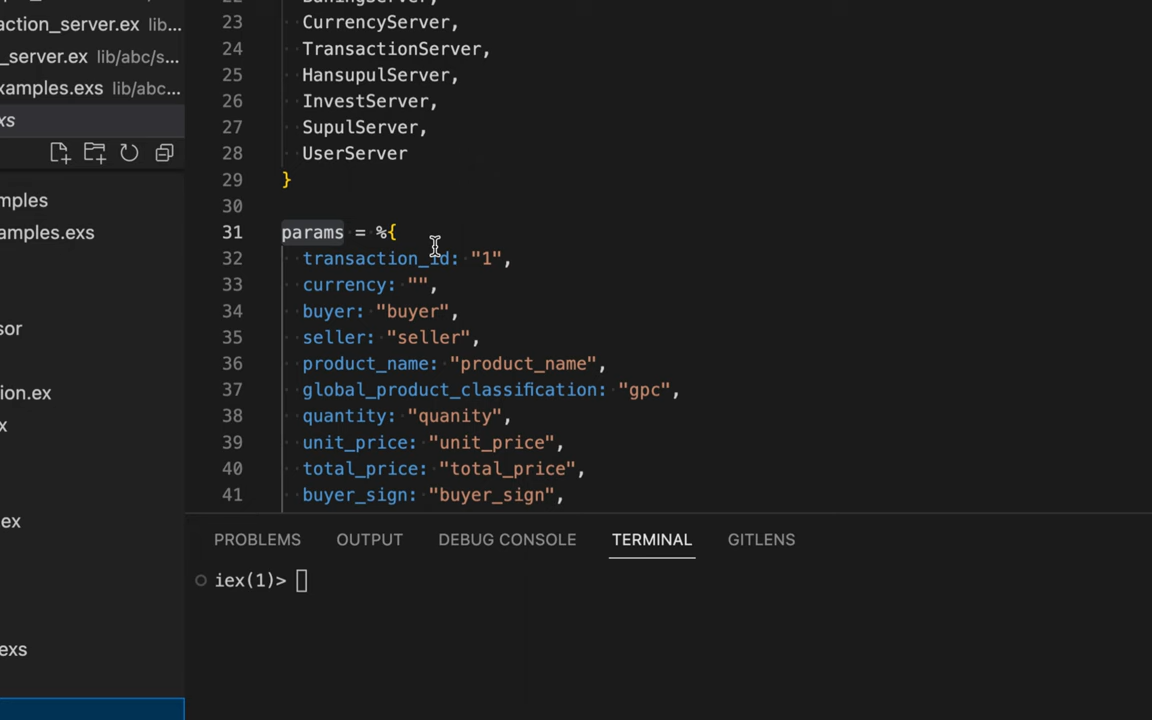 action_server.ex lib...
_server.ex lib/abc/s...
xamples.exs lib/abc...
xs
mples
amples.exs
sor
ion.ex
x
ex
exs
23 CurrencyServer,
24 TransactionServer,
25 HansupulServer,
26 InvestServer,
27 SupulServer,
28 UserServer
29 }
30
31 params = %{
32 transaction_id: "1",
33 currency: "",
34 buyer: "buyer",
35 seller: "seller",
36 product_name: "product_name",
37 global_product_classification: "gpc",
38 quantity: "quanity",
39 unit_price: "unit_price",
40 total_price: "total_price",
41 buyer_sign: "buyer_sign",
PROBLEMS OUTPUT DEBUG CONSOLE TERMINAL GITLENS
iex(1)>